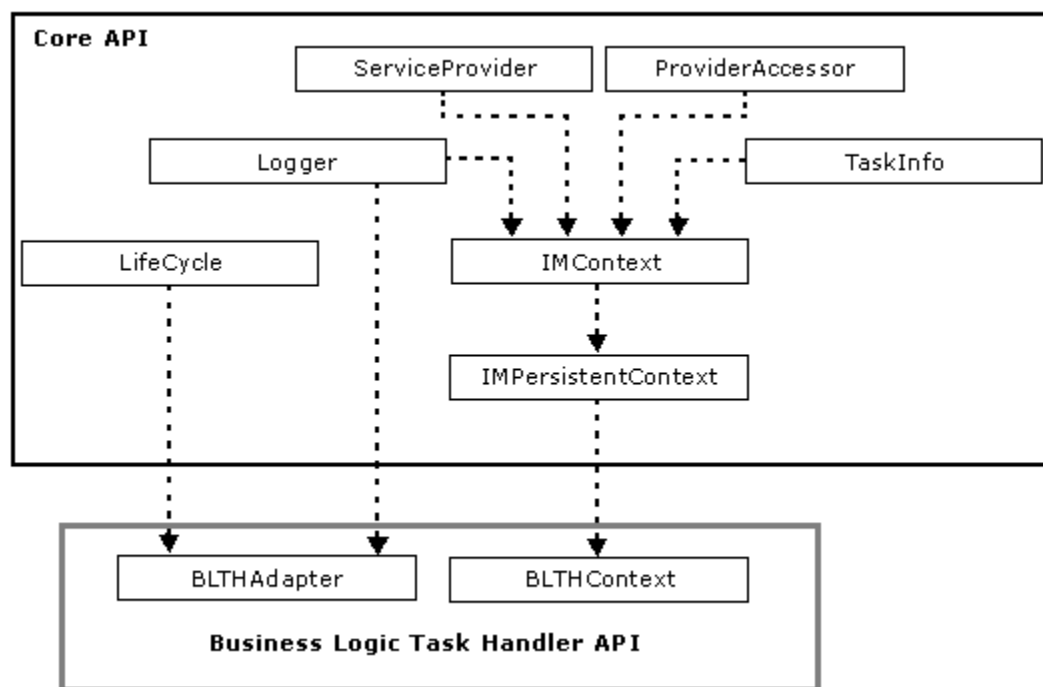 Core API
ServiceProvider
ProviderAccessor
Logger
TaskInfo
LifeCycle
IMContext
IMPersistentContext
BLTHAdapter
BLTHContext
Business Logic Task Handler API